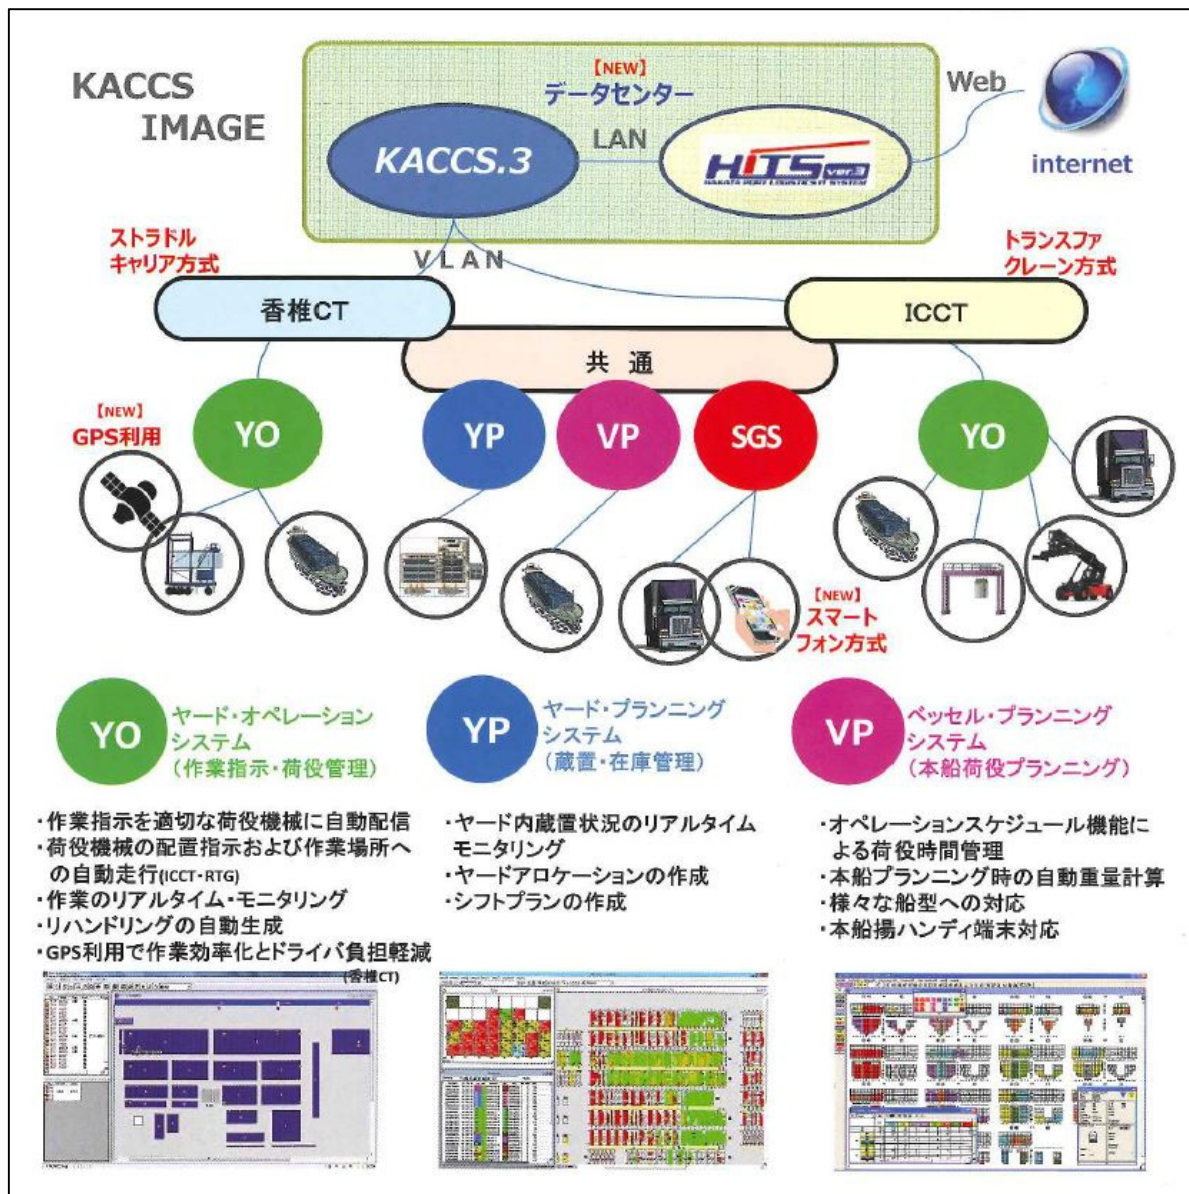 KACCS
IMAGE
【NEW】
データセンター
KACCS.3
LAN
HiTS ver.3
HAKATA PORT LOGISTICS IT SYSTEM
Web
internet
ストラドル
キャリア方式
VLAN
トランスファ
クレーン方式
香椎CT
ICCT
共 通
【NEW】
GPS利用
YO
YP
VP
SGS
YO
【NEW】
スマート
フォン方式
YO
ヤード・オペレーション
システム
(作業指示・荷役管理)
YP
ヤード・プランニング
システム
(蔵置・在庫管理)
VP
ベッセル・プランニング
システム
(本船荷役プランニング)
・作業指示を適切な荷役機械に自動配信
・荷役機械の配置指示および作業場所へ
の自動走行(ICCT・RTG)
・作業のリアルタイム・モニタリング
・リハンドリングの自動生成
・GPS利用で作業効率化とドライバ負担軽減
(香椎CT)
・ヤード内蔵置状況のリアルタイム
モニタリング
・ヤードアロケーションの作成
・シフトプランの作成
・オペレーションスケジュール機能に
よる荷役時間管理
・本船プランニング時の自動重量計算
・様々な船型への対応
・本船揚ハンディ端末対応